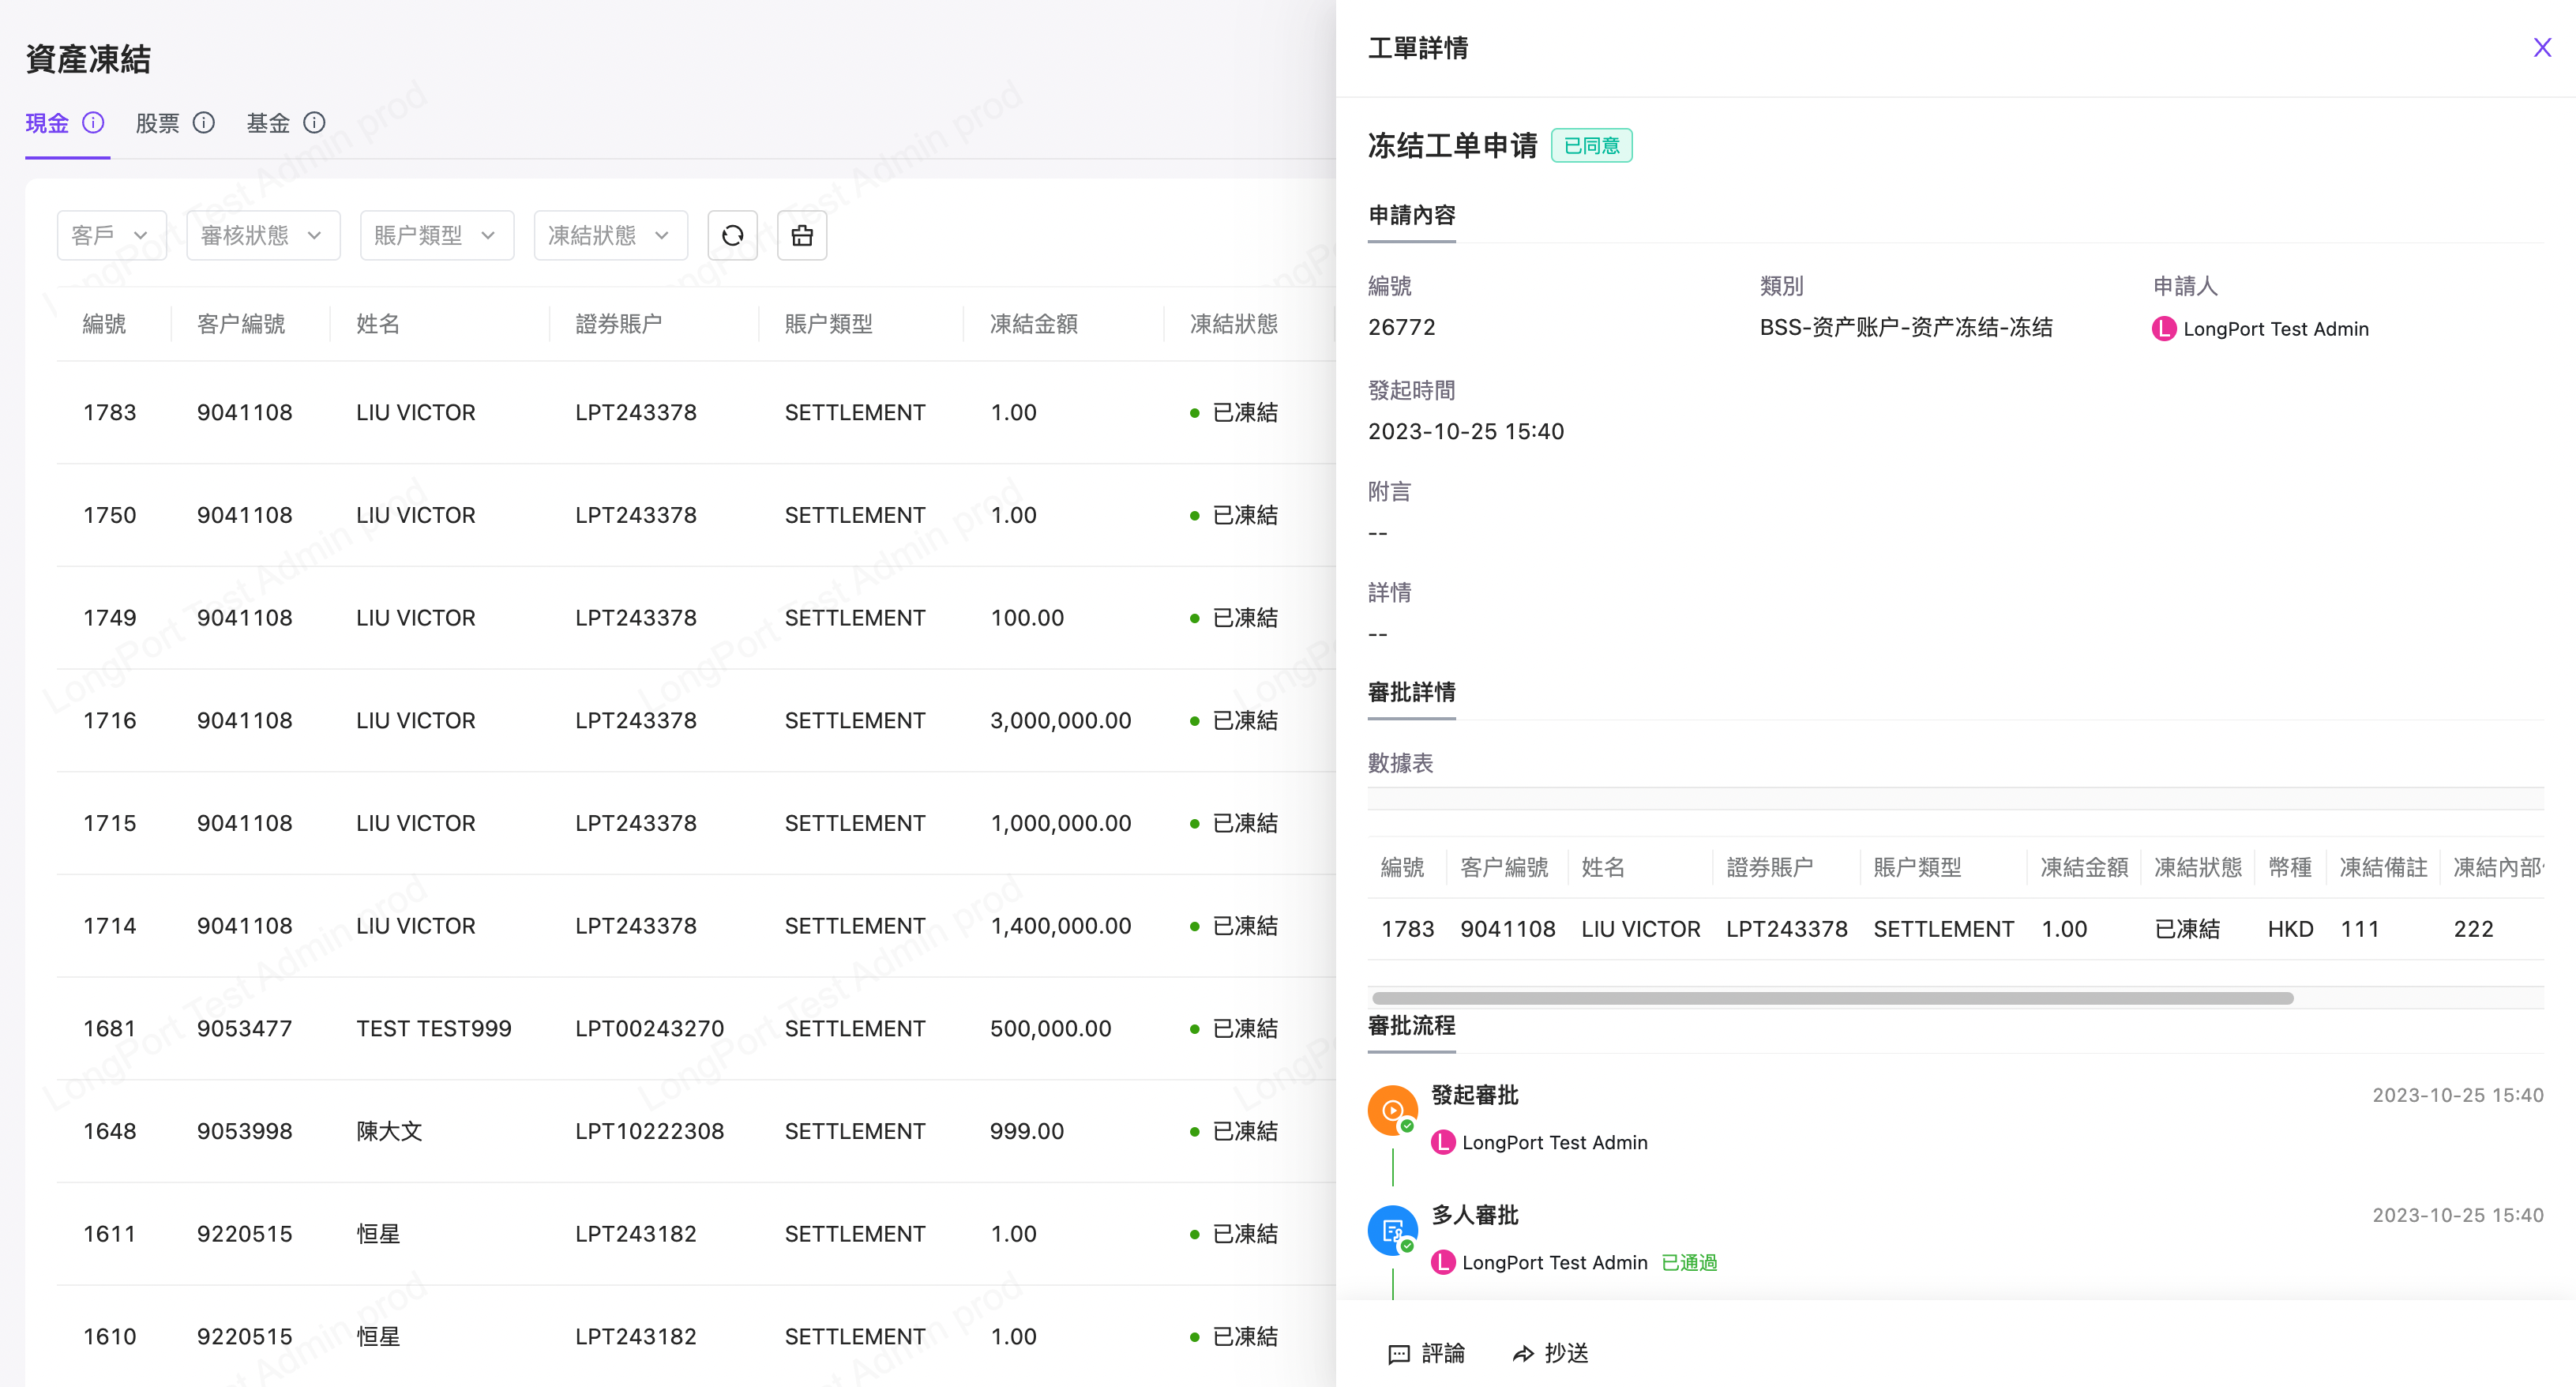 資產凍結
現金 股票 基金
客戶 審核狀態 賬户類型 凍結狀態
編號 客户編號 姓名 證券賬户 賬户類型 凍結金額 凍結狀態
1783 9041108 LIU VICTOR LPT243378 SETTLEMENT 1.00 已凍結
1750 9041108 LIU VICTOR LPT243378 SETTLEMENT 1.00 已凍結
1749 9041108 LIU VICTOR LPT243378 SETTLEMENT 100.00 已凍結
1716 9041108 LIU VICTOR LPT243378 SETTLEMENT 3,000,000.00 已凍結
1715 9041108 LIU VICTOR LPT243378 SETTLEMENT 1,000,000.00 已凍結
1714 9041108 LIU VICTOR LPT243378 SETTLEMENT 1,400,000.00 已凍結
1681 9053477 TEST TEST999 LPT00243270 SETTLEMENT 500,000.00 已凍結
1648 9053998 陳大文 LPT10222308 SETTLEMENT 999.00 已凍結
1611 9220515 恒星 LPT243182 SETTLEMENT 1.00 已凍結
1610 9220515 恒星 LPT243182 SETTLEMENT 1.00 已凍結
LongPort Test Admin prod
工單詳情
冻结工单申请 已同意
申請內容
編號 類別 申請人
26772 BSS-资产账户-资产冻结-冻结 L LongPort Test Admin
發起時間
2023-10-25 15:40
附言
--
詳情
--
審批詳情
數據表
編號 客户編號 姓名 證券賬户 賬户類型 凍結金額 凍結狀態 幣種 凍結備註 凍結內部
1783 9041108 LIU VICTOR LPT243378 SETTLEMENT 1.00 已凍結 HKD 111 222
審批流程
發起審批 2023-10-25 15:40
L LongPort Test Admin
多人審批 2023-10-25 15:40
L LongPort Test Admin 已通過
評論 抄送